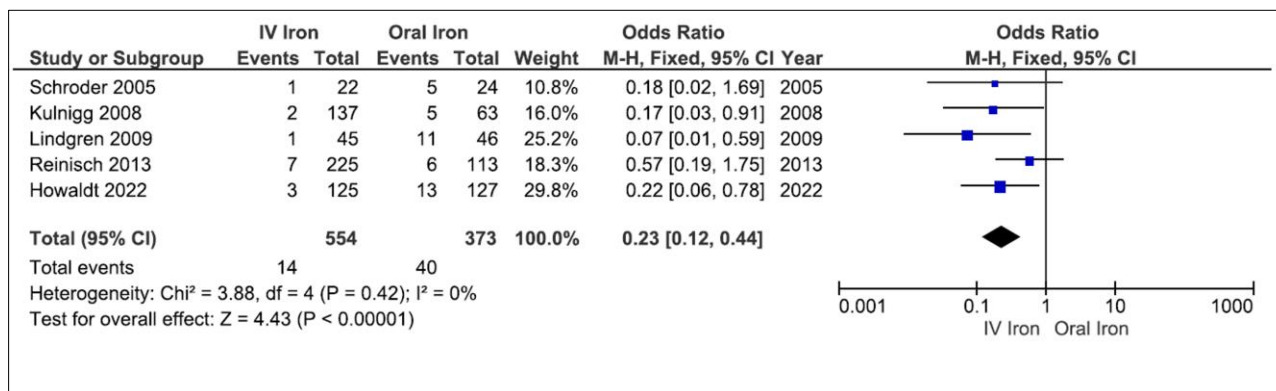 IV Iron Oral Iron Odds Ratio Odds Ratio
Study or Subgroup Events Total Events Total Weight M-H, Fixed, 95% CI Year M-H, Fixed, 95% CI
Schroder 2005 1 22 5 24 10.8% 0.18 [0.02, 1.69] 2005
Kulnigg 2008 2 137 5 63 16.0% 0.17 [0.03, 0.91] 2008
Lindgren 2009 1 45 11 46 25.2% 0.07 [0.01, 0.59] 2009
Reinisch 2013 7 225 6 113 18.3% 0.57 [0.19, 1.75] 2013
Howaldt 2022 3 125 13 127 29.8% 0.22 [0.06, 0.78] 2022
Total (95% CI) 554 373 100.0% 0.23 [0.12, 0.44]
Total events 14 40
Heterogeneity: Chi² = 3.88, df = 4 (P = 0.42); I² = 0%
Test for overall effect: Z = 4.43 (P < 0.00001)
0.001 0.1 1 10 1000
IV Iron Oral Iron